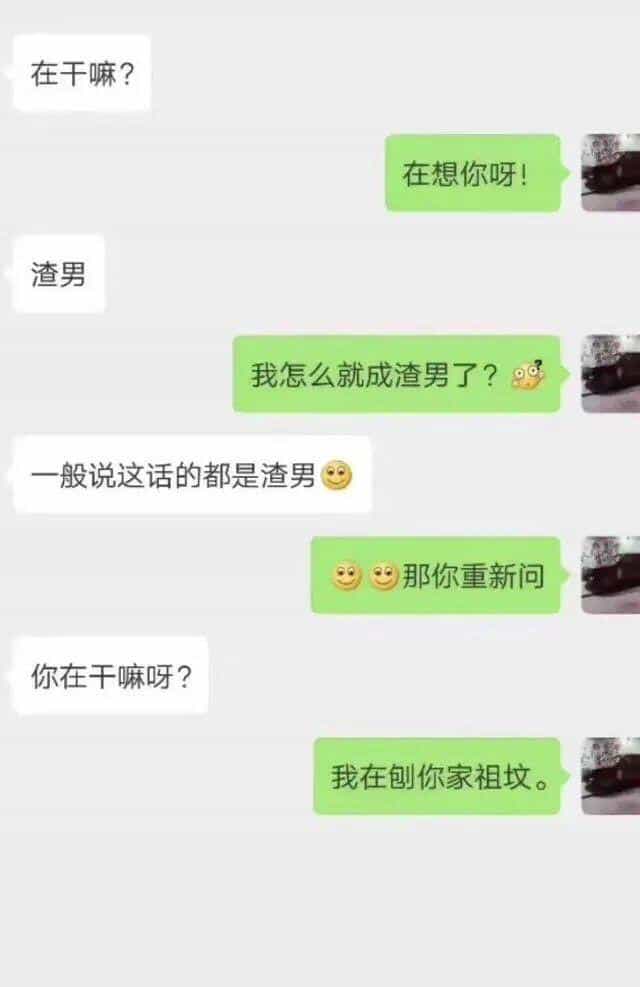 在干嘛？
在想你呀！
渣男
我怎么就成渣男了？
一般说这话的都是渣男
那你重新问
你在干嘛呀？
我在刨你家祖坟。